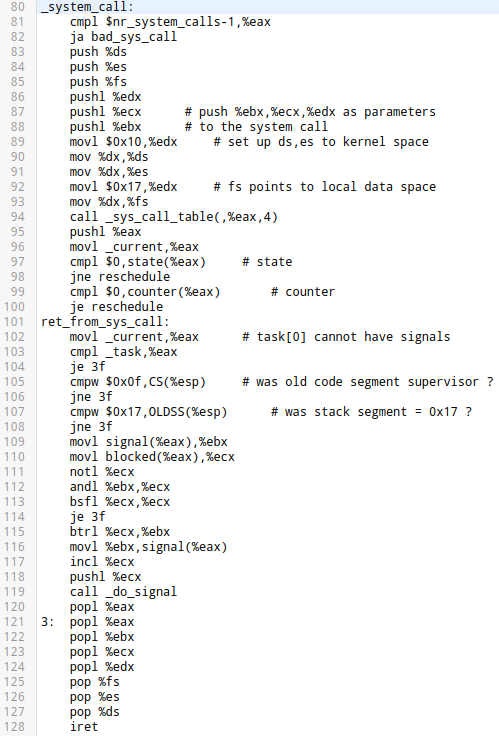 80 _system_call:
81 cmpl $nr_system_calls-1,%eax
82 ja bad_sys_call
83 push %ds
84 push %es
85 push %fs
86 pushl %edx
87 pushl %ecx # push %ebx,%ecx,%edx as parameters
88 pushl %ebx # to the system call
89 movl $0x10,%edx # set up ds,es to kernel space
90 mov %dx,%ds
91 mov %dx,%es
92 movl $0x17,%edx # fs points to local data space
93 mov %dx,%fs
94 call _sys_call_table(,%eax,4)
95 pushl %eax
96 movl _current,%eax
97 cmpl $0,state(%eax) # state
98 jne reschedule
99 cmpl $0,counter(%eax) # counter
100 je reschedule
101 ret_from_sys_call:
102 movl _current,%eax # task[0] cannot have signals
103 cmpl _task,%eax
104 je 3f
105 cmpw $0x0f,CS(%esp) # was old code segment supervisor ?
106 jne 3f
107 cmpw $0x17,OLDSS(%esp) # was stack segment = 0x17 ?
108 jne 3f
109 movl signal(%eax),%ebx
110 movl blocked(%eax),%ecx
111 notl %ecx
112 andl %ebx,%ecx
113 bsfl %ecx,%ecx
114 je 3f
115 btrl %ecx,%ebx
116 movl %ebx,signal(%eax)
117 incl %ecx
118 pushl %ecx
119 call _do_signal
120 popl %eax
121 3: popl %eax
122 popl %ebx
123 popl %ecx
124 popl %edx
125 pop %fs
126 pop %es
127 pop %ds
128 iret